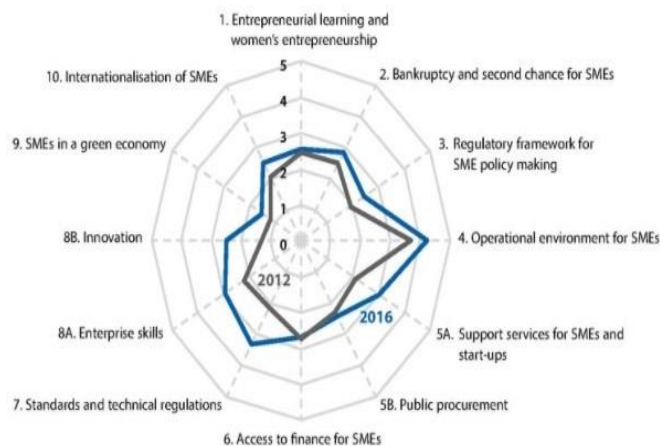 1. Entrepreneurial learning and
women's entrepreneurship
2. Bankruptcy and second chance for SMEs
3. Regulatory framework for
SME policy making
4. Operational environment for SMEs
5A. Support services for SMEs and
start-ups
5B. Public procurement
6. Access to finance for SMEs
7. Standards and technical regulations
8A. Enterprise skills
8B. Innovation
9. SMEs in a green economy
10. Internationalisation of SMEs
5
4
3
2
1
0
2012
2016